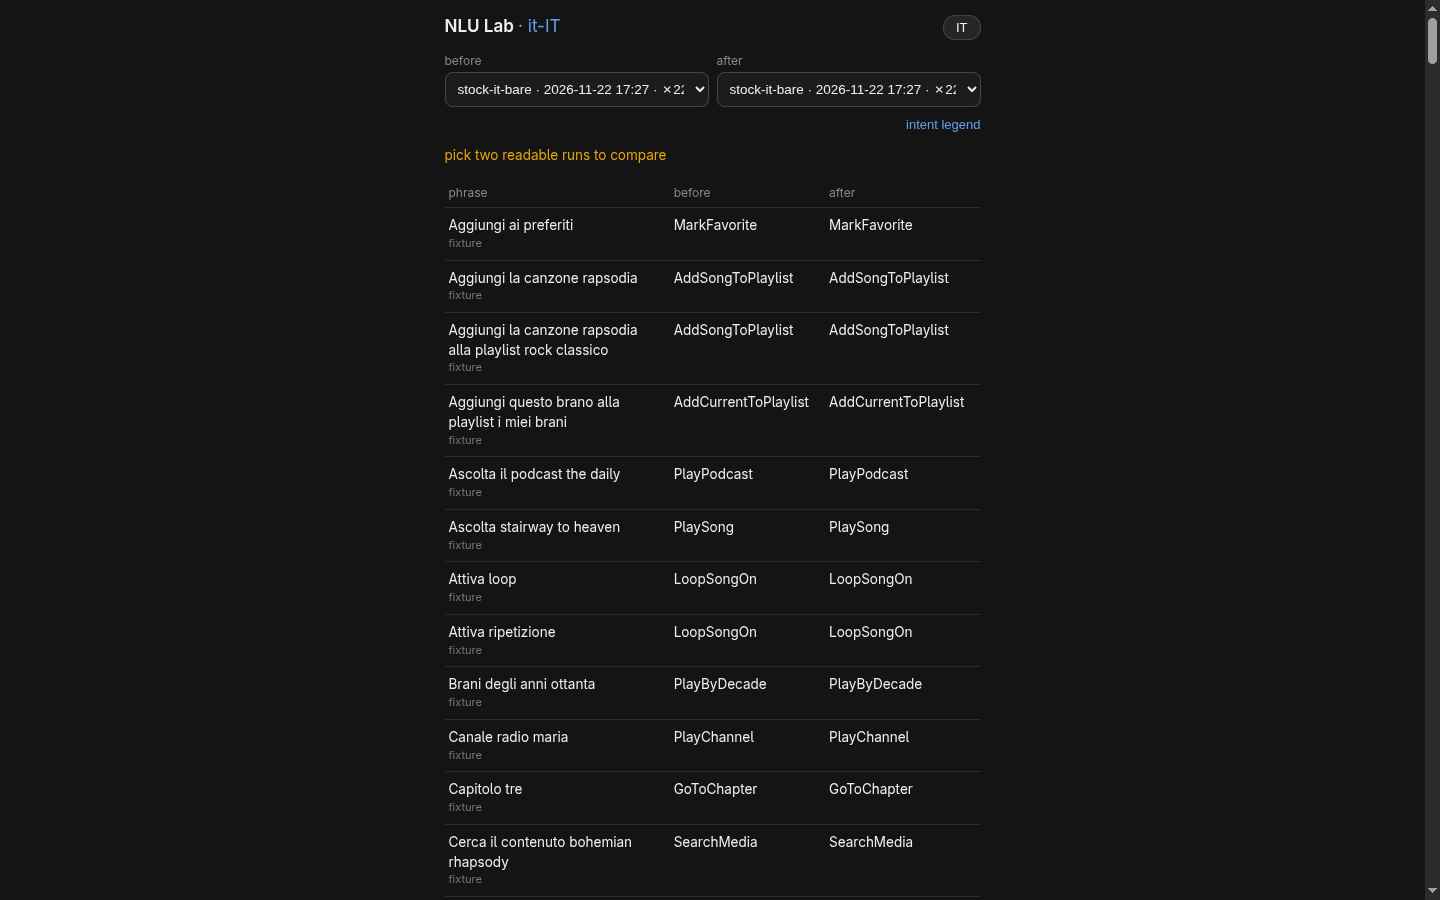 NLU Lab · it-IT
IT
before
after
stock-it-bare · 2026-11-22 17:27 · ×22
stock-it-bare · 2026-11-22 17:27 · ×22
intent legend
pick two readable runs to compare
phrase before after
Aggiungi ai preferiti MarkFavorite MarkFavorite
fixture
Aggiungi la canzone rapsodia AddSongToPlaylist AddSongToPlaylist
fixture
Aggiungi la canzone rapsodia AddSongToPlaylist AddSongToPlaylist
alla playlist rock classico
fixture
Aggiungi questo brano alla AddCurrentToPlaylist AddCurrentToPlaylist
playlist i miei brani
fixture
Ascolta il podcast the daily PlayPodcast PlayPodcast
fixture
Ascolta stairway to heaven PlaySong PlaySong
fixture
Attiva loop LoopSongOn LoopSongOn
fixture
Attiva ripetizione LoopSongOn LoopSongOn
fixture
Brani degli anni ottanta PlayByDecade PlayByDecade
fixture
Canale radio maria PlayChannel PlayChannel
fixture
Capitolo tre GoToChapter GoToChapter
fixture
Cerca il contenuto bohemian SearchMedia SearchMedia
rhapsody
fixture